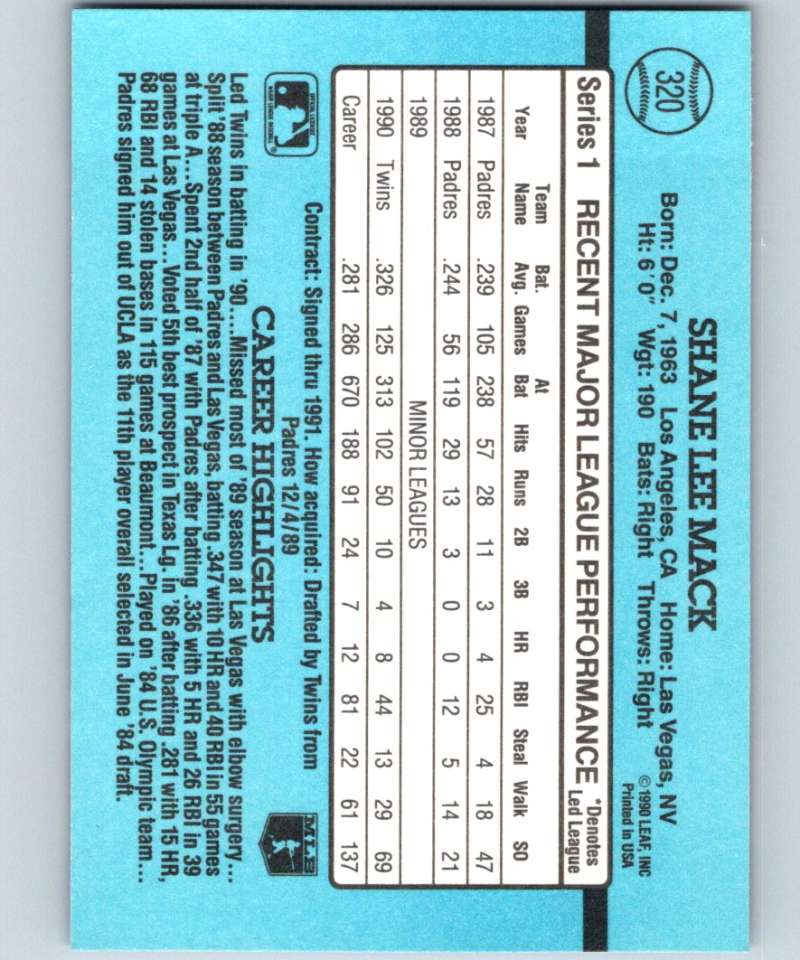 320
SHANE LEE MACK
Born: Dec. 7, 1963 Los Angeles, CA Home: Las Vegas, NV
Ht: 6'0" Wgt: 190 Bats: Right Throws: Right
© 1990 LEAF, INC
Printed in USA
Series 1 RECENT MAJOR LEAGUE PERFORMANCE *Denotes Led League
Year Team Name Bat. Avg. Games At Bat Hits Runs 2B 3B HR RBI Steal Walk SO
1987 Padres .239 105 238 57 28 11 3 4 25 4 18 47
1988 Padres .244 56 119 29 13 3 0 0 12 5 14 21
1989 MINOR LEAGUES
1990 Twins .326 125 313 102 50 10 4 8 44 13 29 69
Career .281 286 670 188 91 24 7 12 81 22 61 137
OFFICIAL LICENSEE
MAJOR LEAGUE BASEBALL
®
Contract: Signed thru 1991. How acquired: Drafted by Twins from
Padres 12/4/89
CAREER HIGHLIGHTS
MLB
Led Twins in batting in '90....Missed most of '89 season at Las Vegas with elbow surgery...
Split '88 season between Padres and Las Vegas, batting .347 with 10 HR and 40 RBI in 55 games
at triple A...Spent 2nd half of '87 with Padres after batting .336 with 5 HR and 26 RBI in 39
games at Las Vegas...Voted 5th best prospect in Texas Lg. in '86 after batting .281 with 15 HR,
68 RBI and 14 stolen bases in 115 games at Beaumont...Played on '84 U.S. Olympic team...
Padres signed him out of UCLA as the 11th player overall selected in June '84 draft.